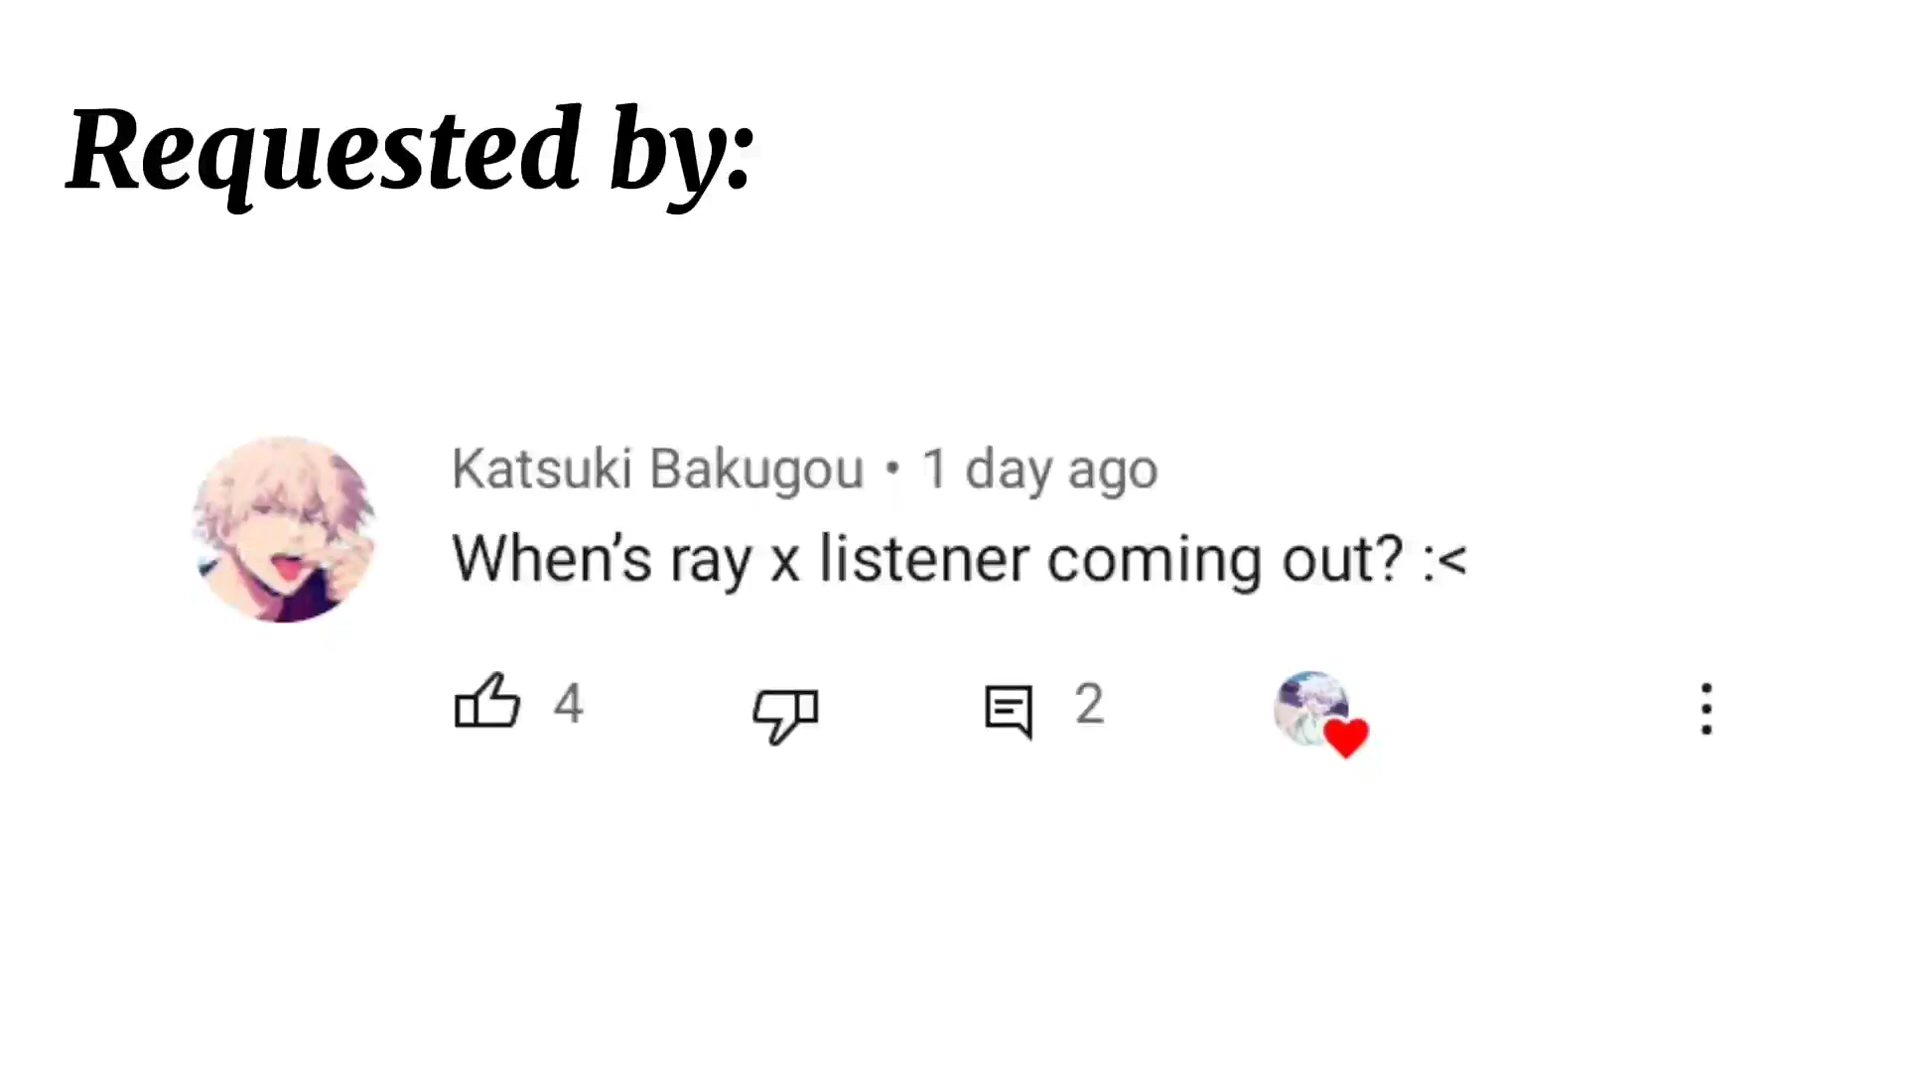 Requested by:
Katsuki Bakugou • 1 day ago
When’s ray x listener coming out? :<
4 2